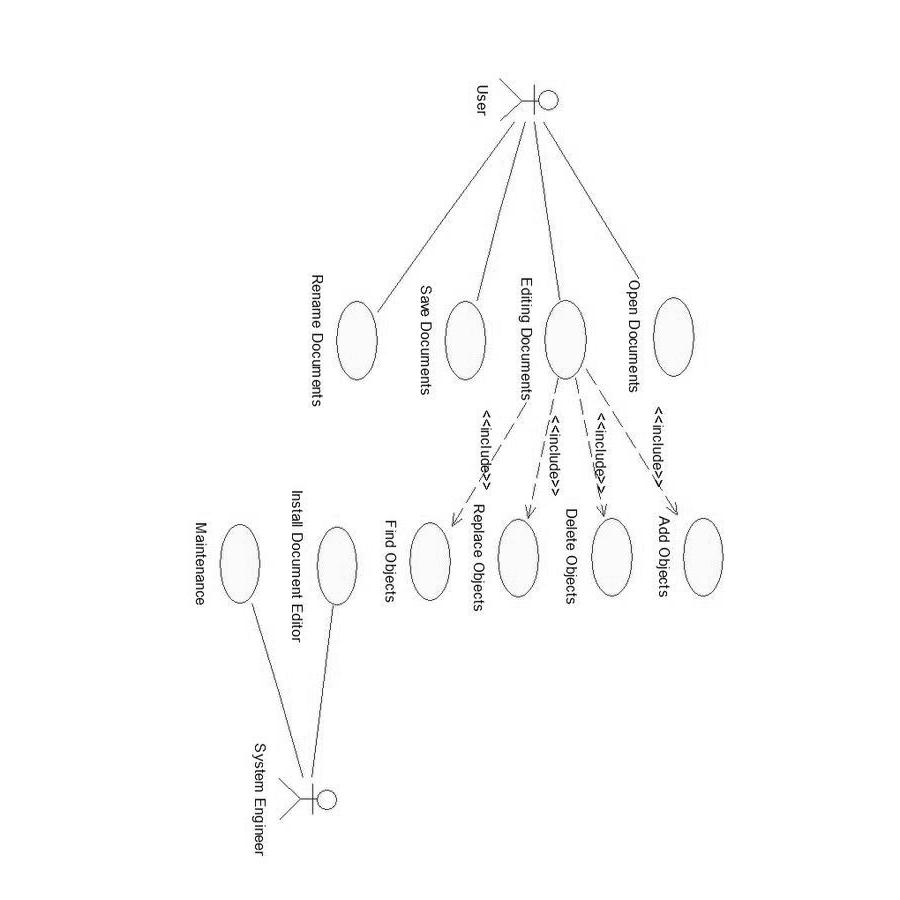 User
Open Documents
Editing Documents
Save Documents
Rename Documents
<<include>>
<<include>>
<<include>>
<<include>>
Add Objects
Delete Objects
Replace Objects
Find Objects
Install Document Editor
Maintenance
System Engineer